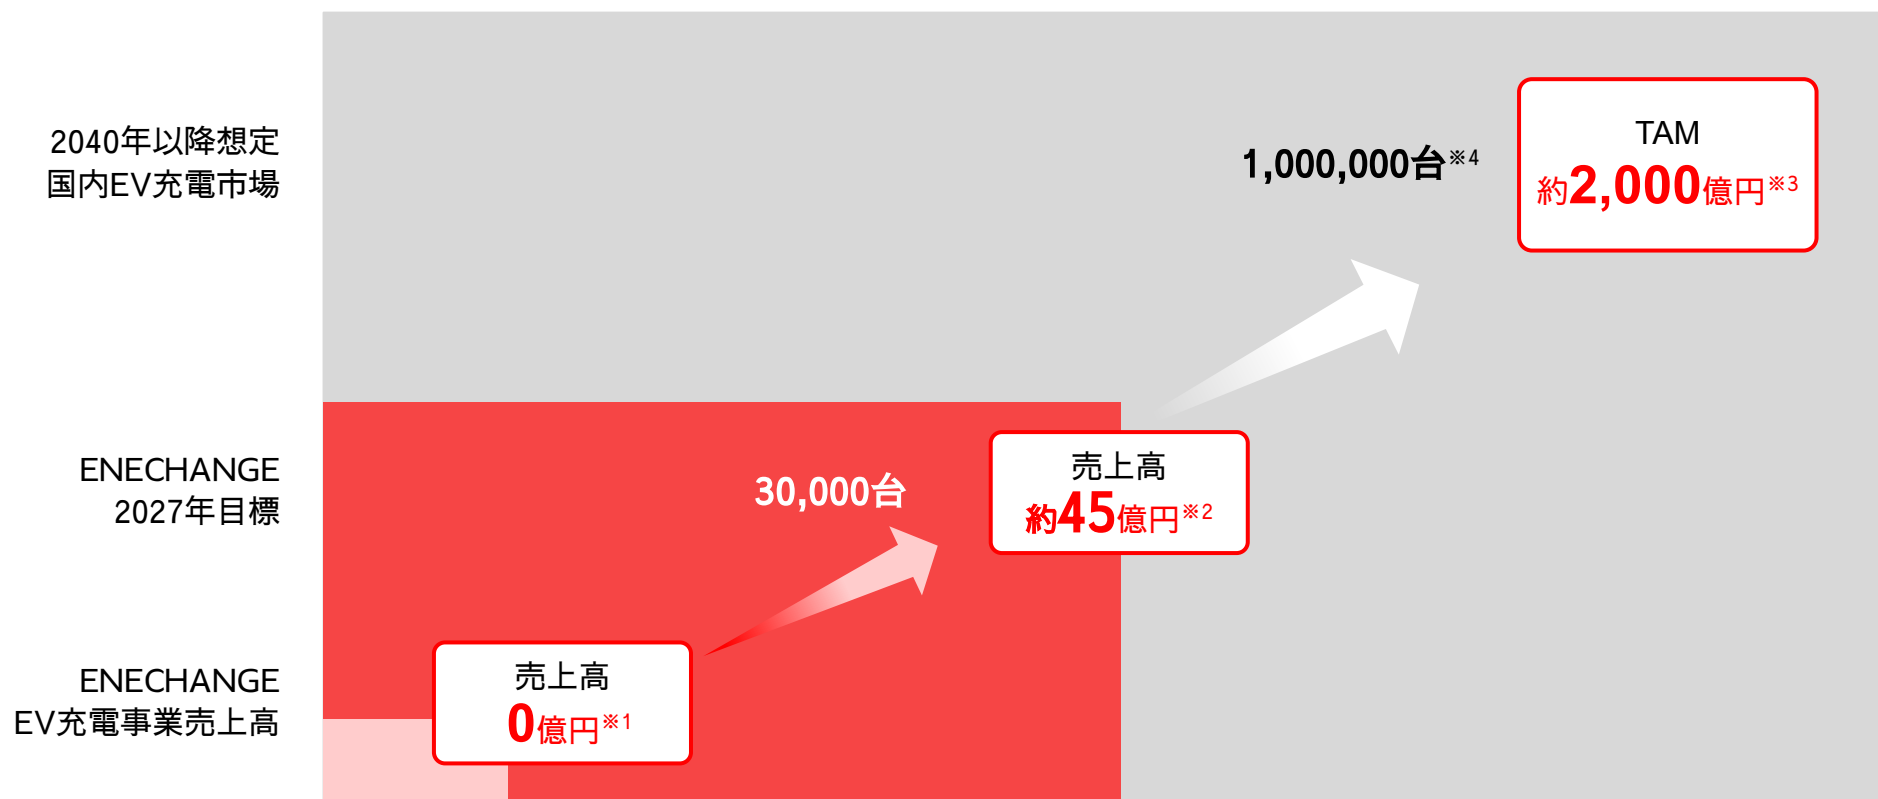 2040年以降想定
国内EV充電市場
1,000,000台※4
TAM
約2,000億円※3
ENECHANGE
2027年目標
30,000台
売上高
約45億円※2
ENECHANGE
EV充電事業売上高
売上高
0億円※1